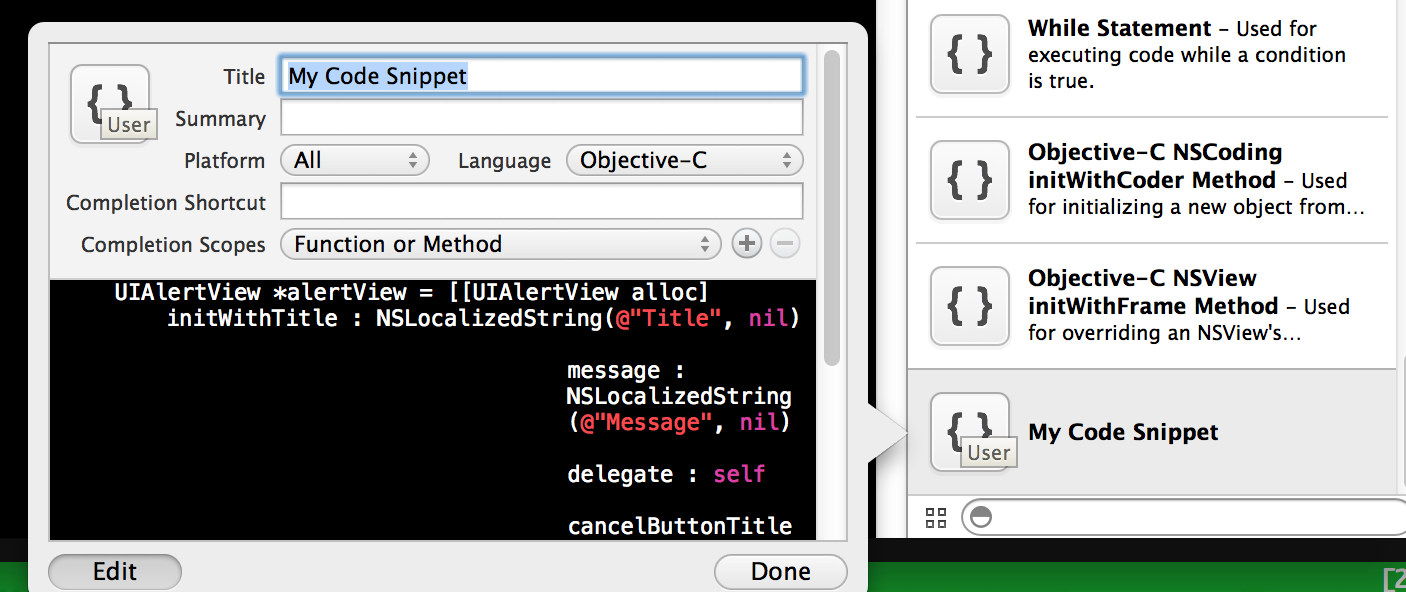 Title My Code Snippet
User
Summary
Platform All Language Objective-C
Completion Shortcut
Completion Scopes Function or Method
UIAlertView *alertView = [[UIAlertView alloc]
initWithTitle : NSLocalizedString(@"Title", nil)
message :
NSLocalizedString
(@"Message", nil)
delegate : self
cancelButtonTitle
Edit Done
While Statement – Used for
executing code while a condition
is true.
Objective-C NSCoding
initWithCoder Method – Used
for initializing a new object from...
Objective-C NSView
initWithFrame Method – Used
for overriding an NSView's...
My Code Snippet
User
[2